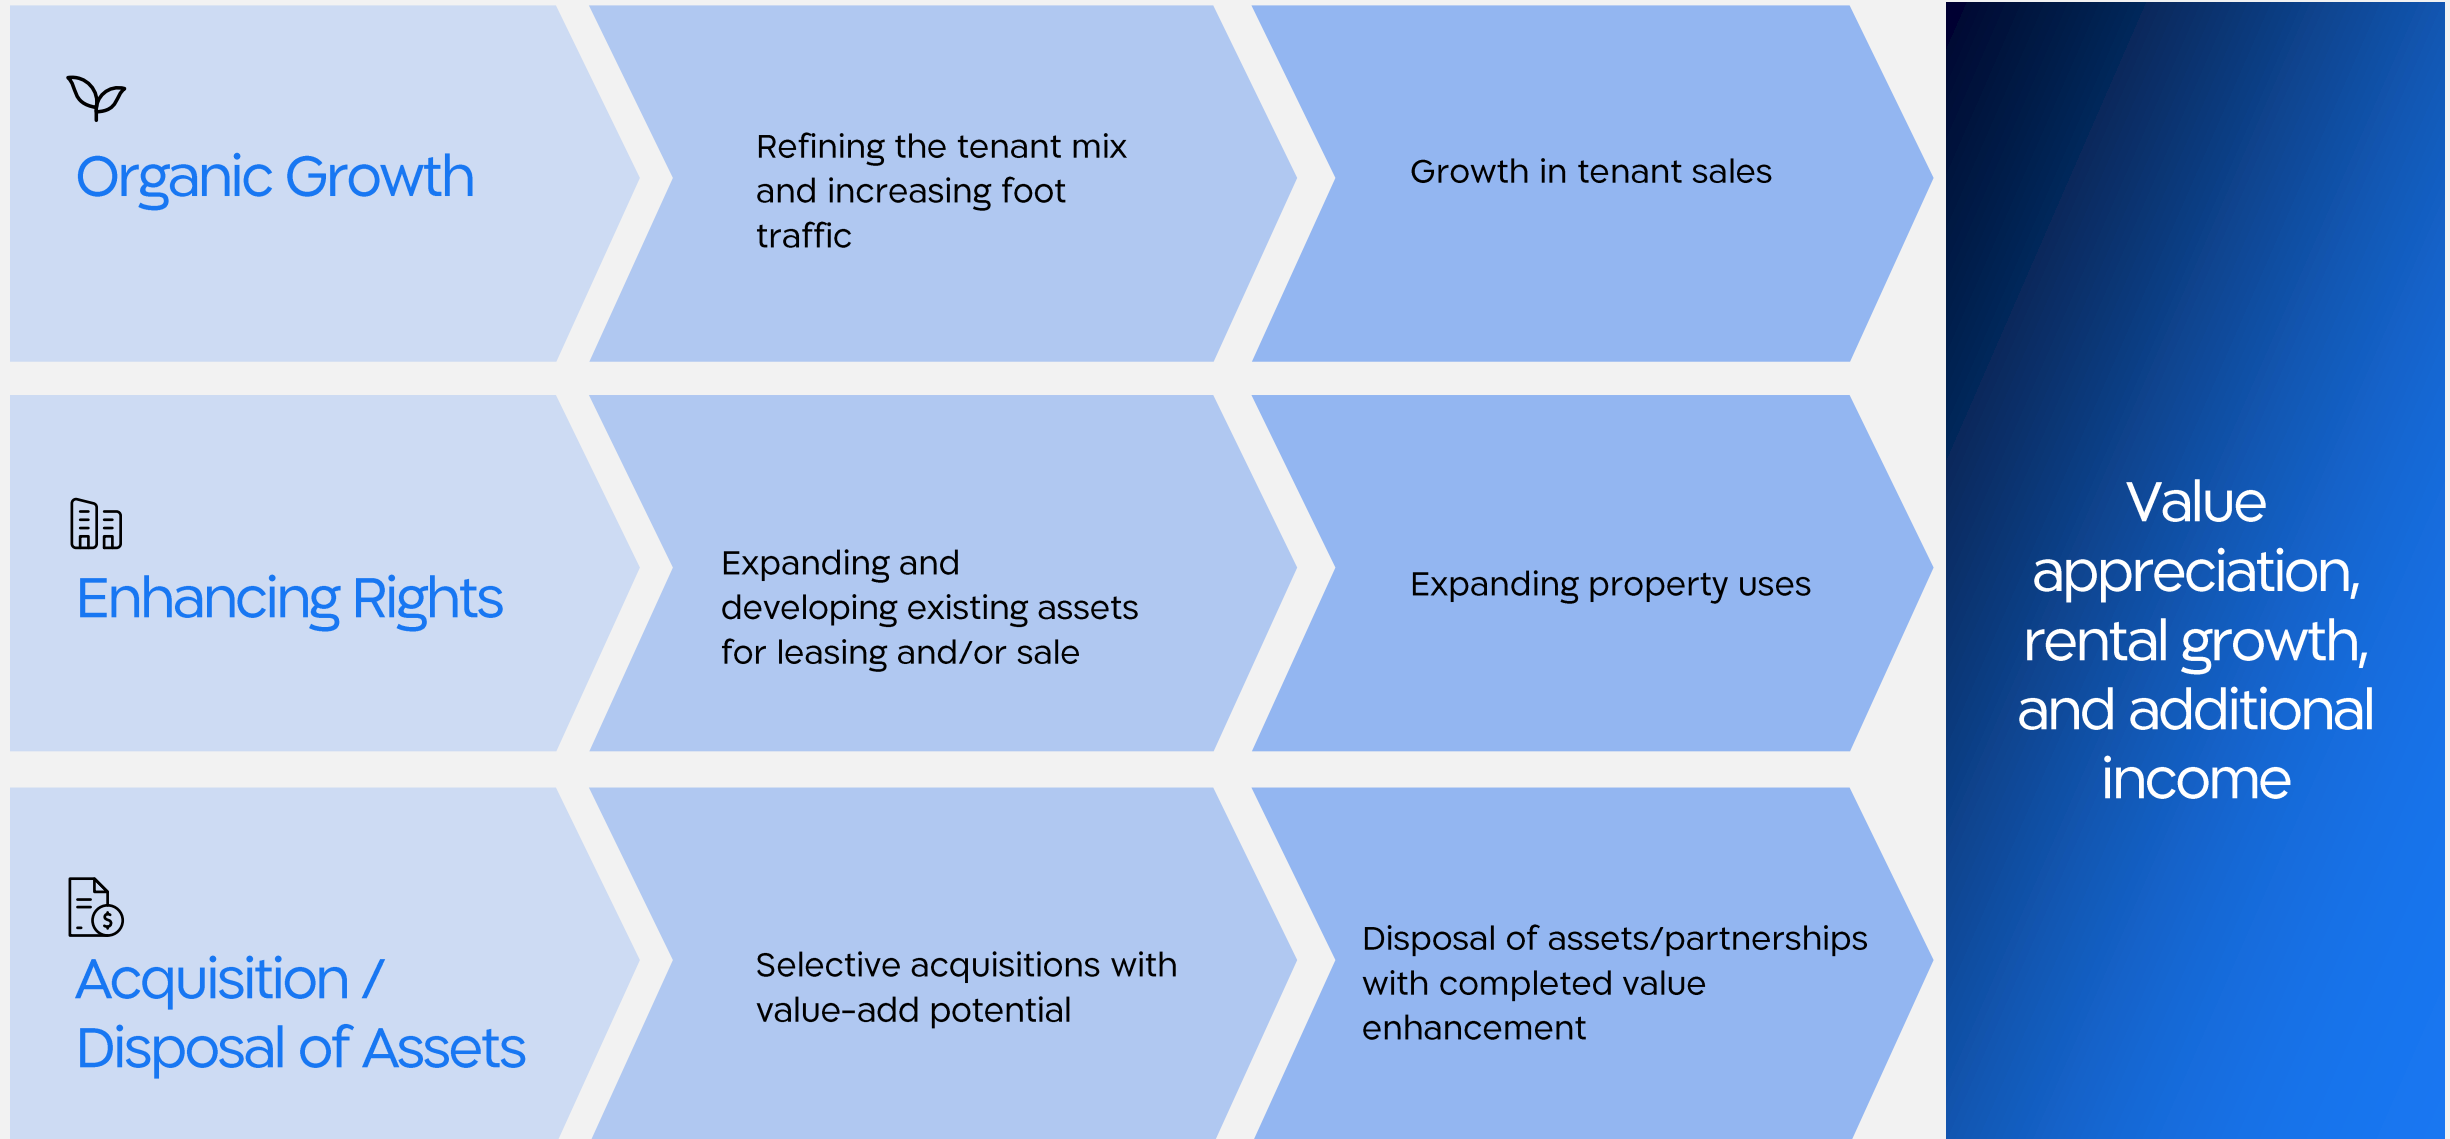 Organic Growth
Refining the tenant mix
and increasing foot
traffic
Growth in tenant sales
Enhancing Rights
Expanding and
developing existing assets
for leasing and/or sale
Expanding property uses
Acquisition /
Disposal of Assets
Selective acquisitions with
value-add potential
Disposal of assets/partnerships
with completed value
enhancement
Value
appreciation,
rental growth,
and additional
income